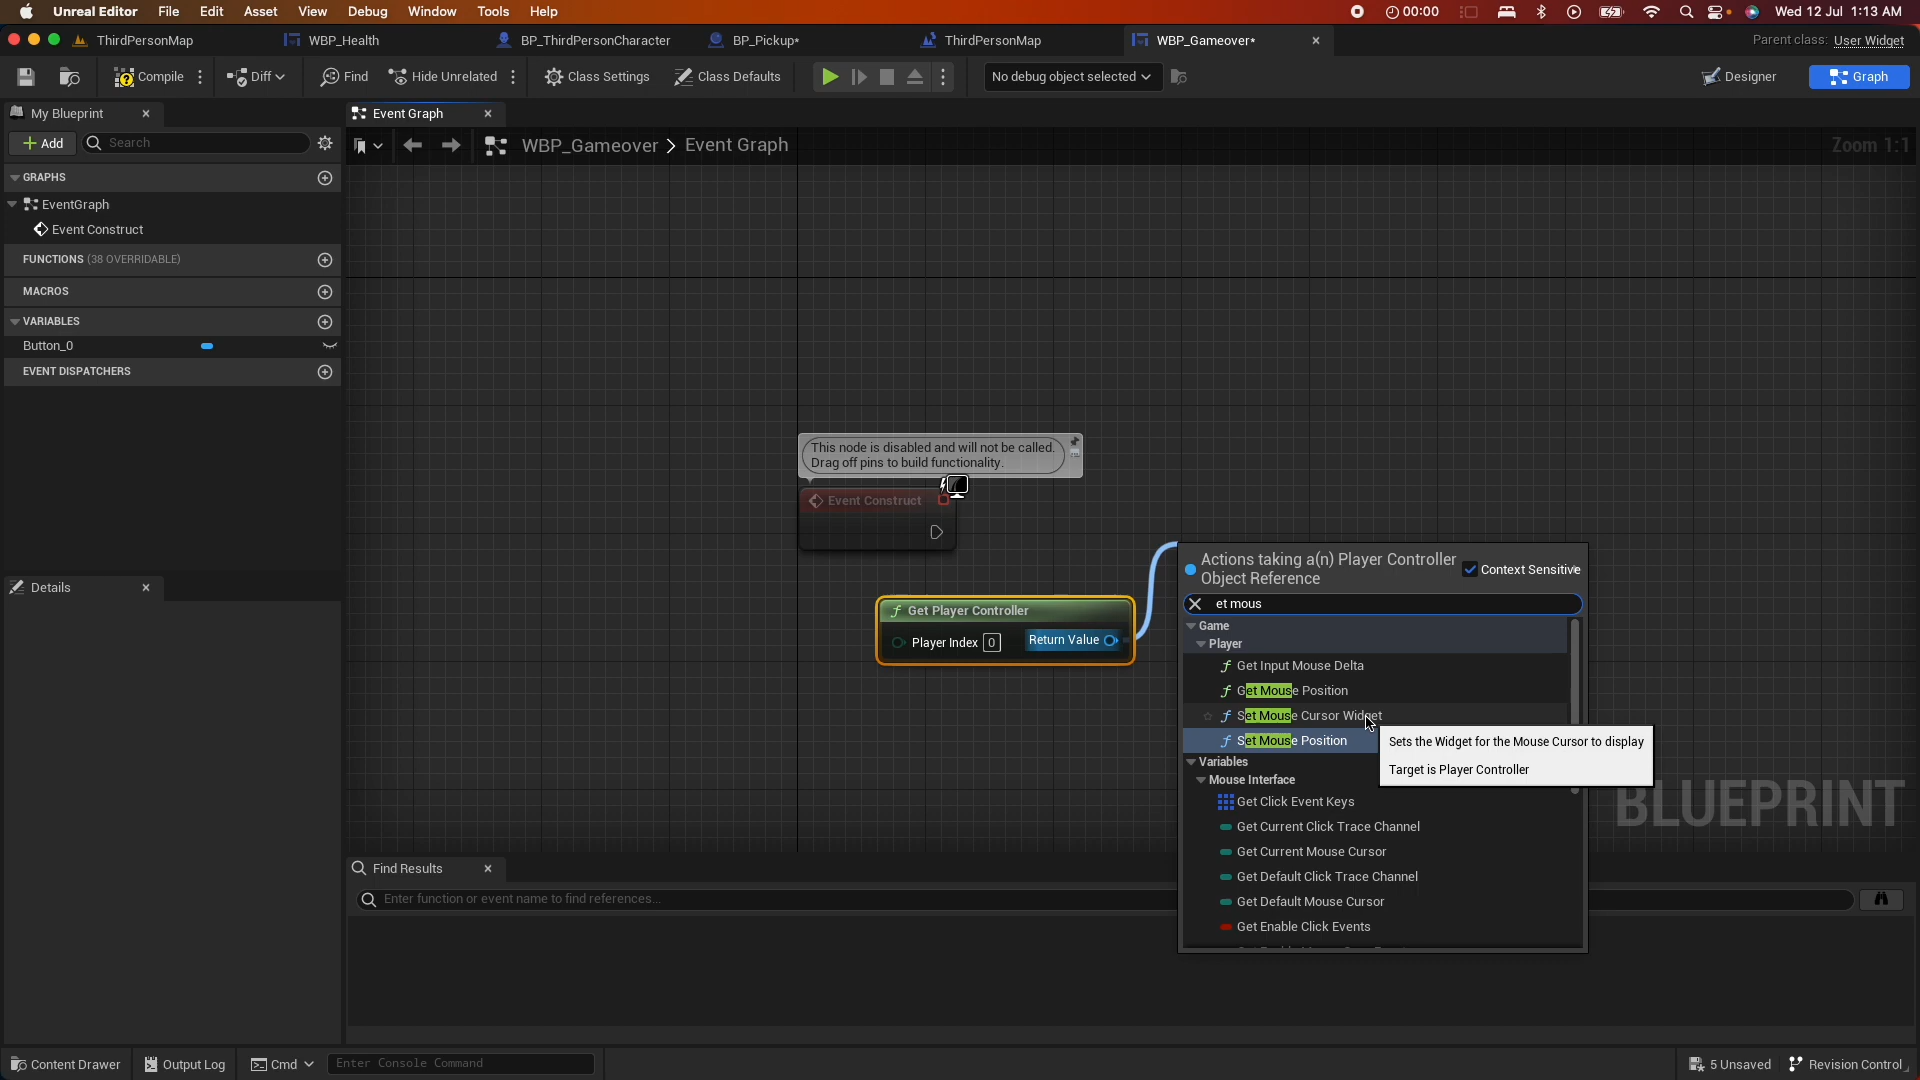 Unreal Editor File Edit Asset View Debug Window Tools Help
00:00 Wed 12 Jul 1:13 AM
ThirdPersonMap WBP_Health BP_ThirdPersonCharacter BP_Pickup* ThirdPersonMap WBP_Gameover* Parent class: User Widget
Compile Diff Find Hide Unrelated Class Settings Class Defaults No debug object selected Designer Graph
My Blueprint Event Graph
Add Search
WBP_Gameover > Event Graph Zoom 1:1
GRAPHS
EventGraph
Event Construct
FUNCTIONS (38 OVERRIDABLE)
MACROS
VARIABLES
Button_0
EVENT DISPATCHERS
Details
This node is disabled and will not be called.
Drag off pins to build functionality.
Event Construct
Get Player Controller
Player Index 0 Return Value
Actions taking a(n) Player Controller
Object Reference
Context Sensitive
et mous
Game
Player
Get Input Mouse Delta
Get Mouse Position
Set Mouse Cursor Widget
Set Mouse Position
Sets the Widget for the Mouse Cursor to display
Target is Player Controller
Variables
Mouse Interface
Get Click Event Keys
Get Current Click Trace Channel
Get Current Mouse Cursor
Get Default Click Trace Channel
Get Default Mouse Cursor
Get Enable Click Events
BLUEPRINT
Find Results
Enter function or event name to find references...
Content Drawer Output Log Cmd Enter Console Command 5 Unsaved Revision Control